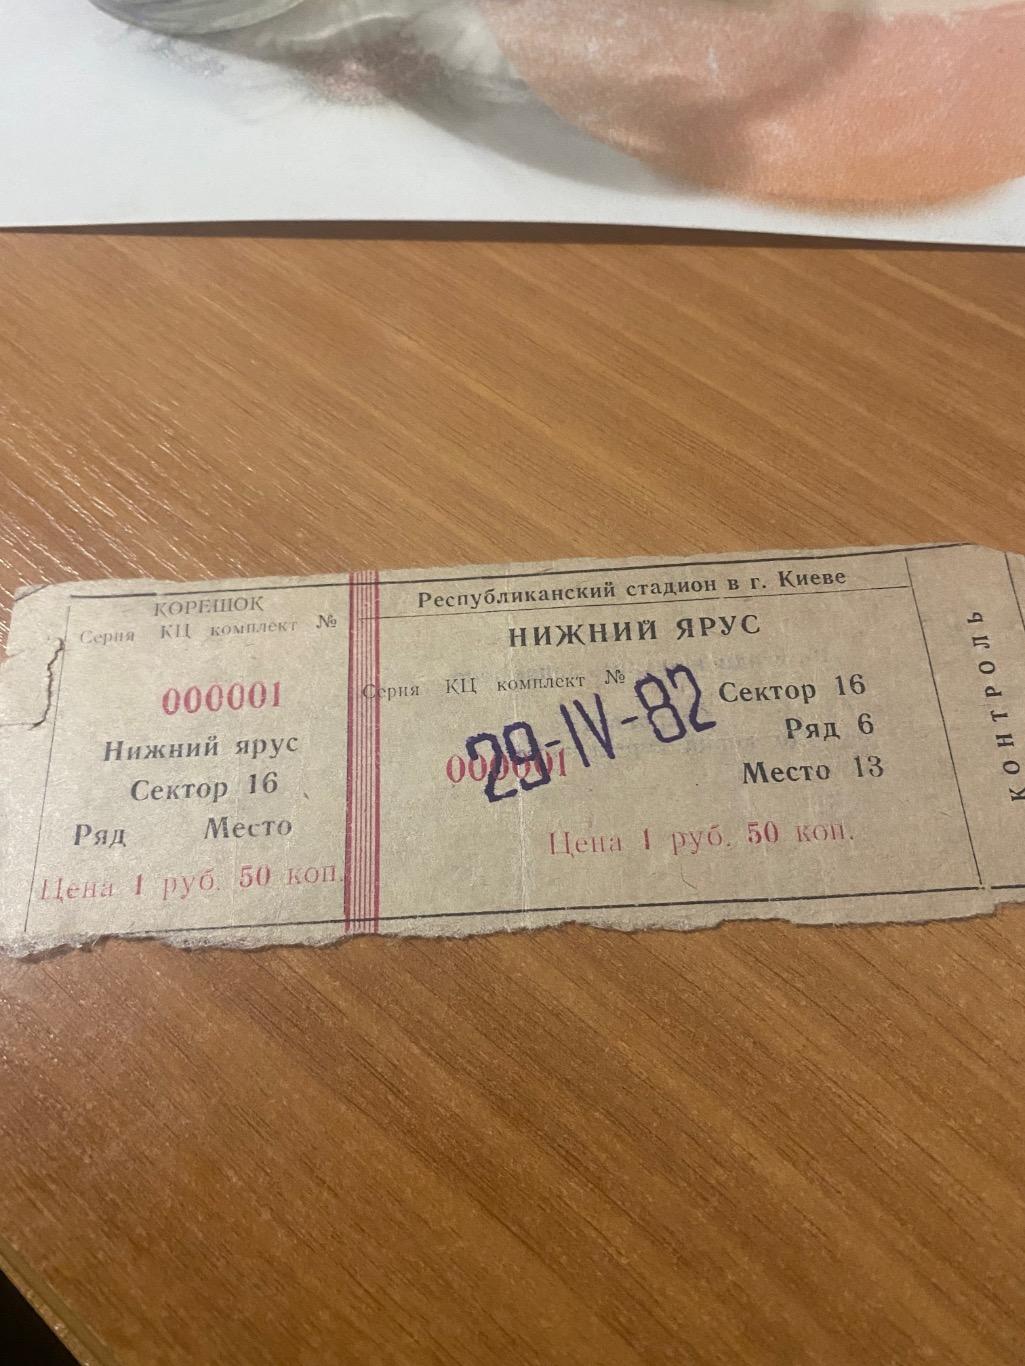 КОРЕШОК
Серия КЦ комплект №
000001
Нижний ярус
Сектор 16
Ряд Место
Цена 1 руб. 50 коп.
Республиканский стадион в г. Киеве
НИЖНИЙ ЯРУС
Серия КЦ комплект №
000001
29-IV-82
Сектор 16
Ряд 6
Место 13
Цена 1 руб. 50 коп.
КОНТРОЛЬ